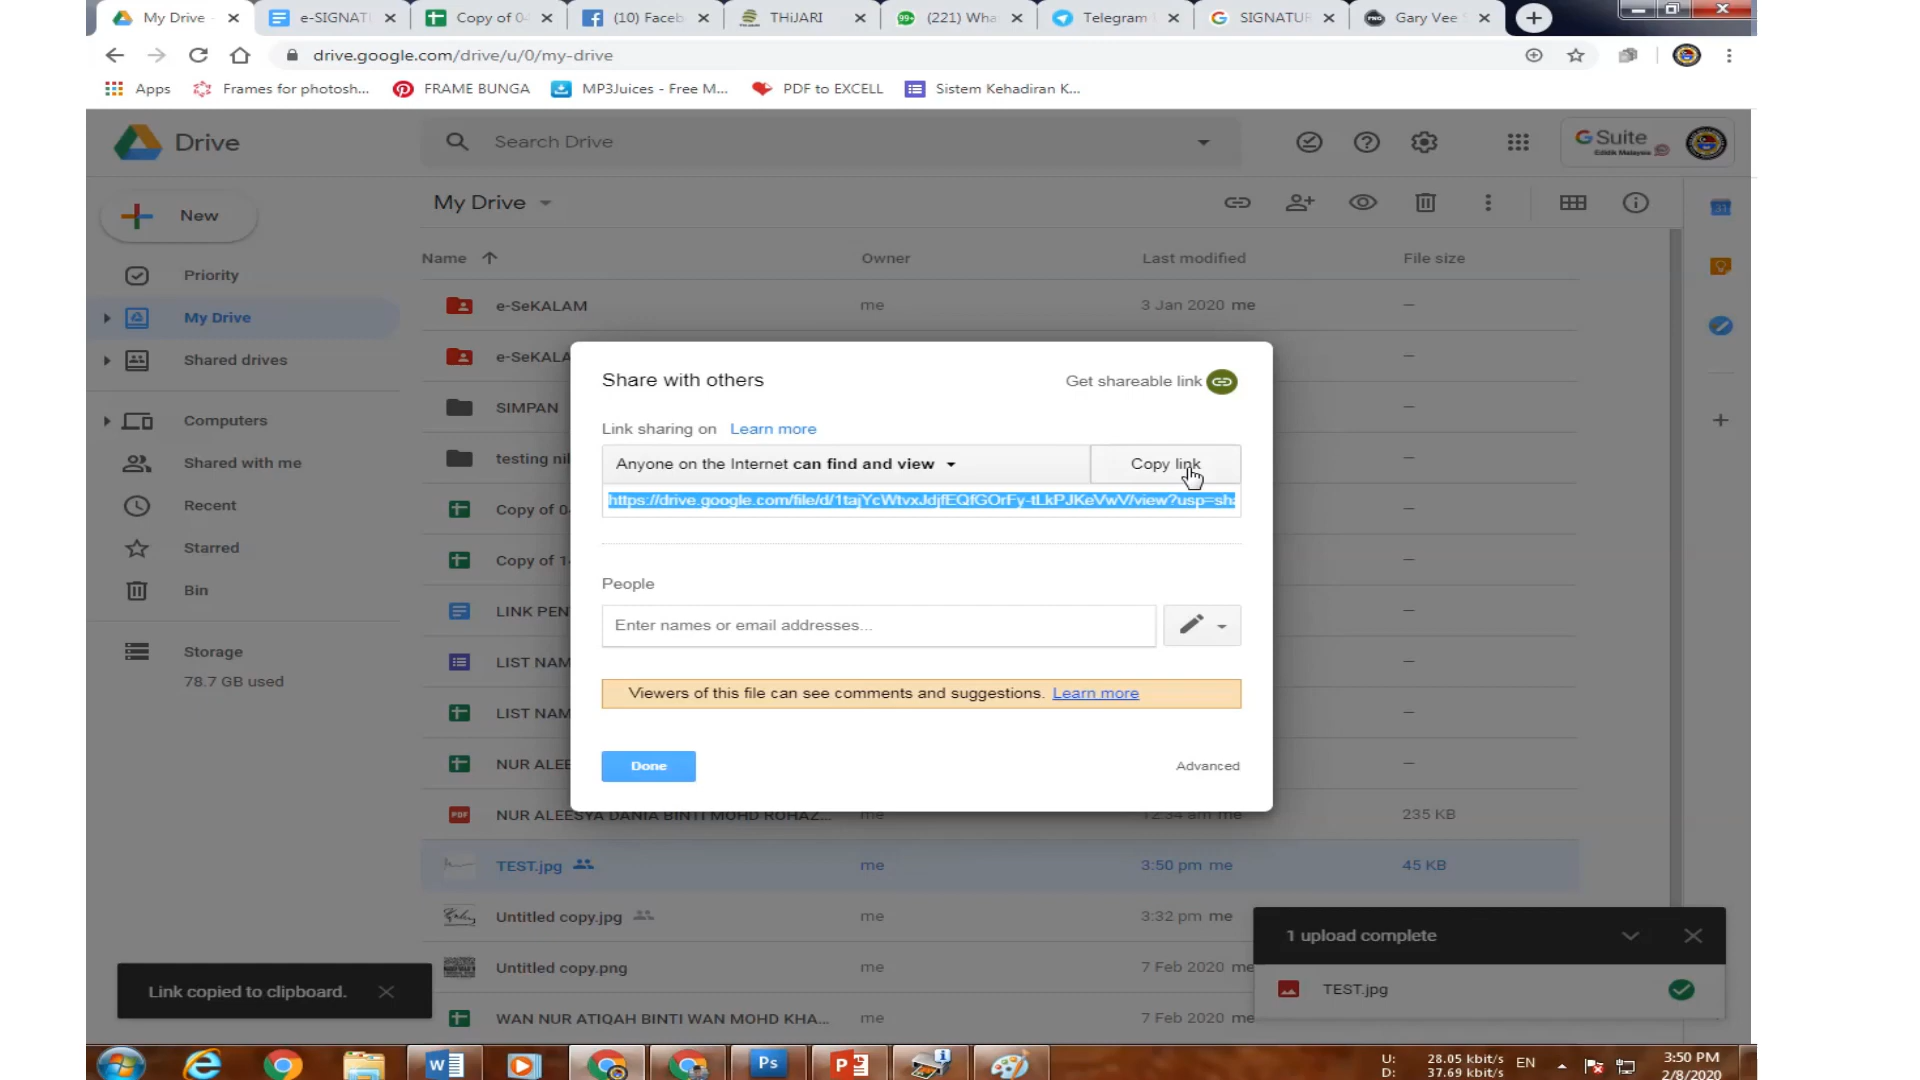 My Drive - e-SIGNAT Copy of 0- (10) Faceb THiJARI (221) Wha Telegram SIGNATUR Gary Vee
drive.google.com/drive/u/0/my-drive
Apps Frames for photosh... FRAME BUNGA MP3Juices - Free M... PDF to EXCELL Sistem Kehadiran K...
Drive Search Drive G Suite
My Drive
New
Name Owner Last modified File size
Priority
e-SeKALAM me 3 Jan 2020 me —
My Drive
e-SeKALA —
Shared drives
SIMPAN —
Computers
testing nil —
Shared with me
Recent
Copy of 0- —
Starred
Copy of 1- —
Bin
LINK PEN —
Storage
LIST NAM —
78.7 GB used
LIST NAM —
NUR ALEE —
NUR ALEESYA DANIA BINTI MOHD ROHAZ... me 12:34 am me 235 KB
TEST.jpg me 3:50 pm me 45 KB
Untitled copy.jpg me 3:32 pm me
Untitled copy.png me 7 Feb 2020 me
WAN NUR ATIQAH BINTI WAN MOHD KHA... me 7 Feb 2020 me
Share with others Get shareable link
Link sharing on Learn more
Anyone on the Internet can find and view Copy link
https://drive.google.com/file/d/1tajYcWtvxJdjfEQfGOrFy-tLkPJKeVwV/view?usp=sh
People
Enter names or email addresses...
Viewers of this file can see comments and suggestions. Learn more
Done Advanced
1 upload complete
TEST.jpg
Link copied to clipboard.
U: 28.05 kbit/s EN 3:50 PM
D: 37.69 kbit/s 2/8/2020